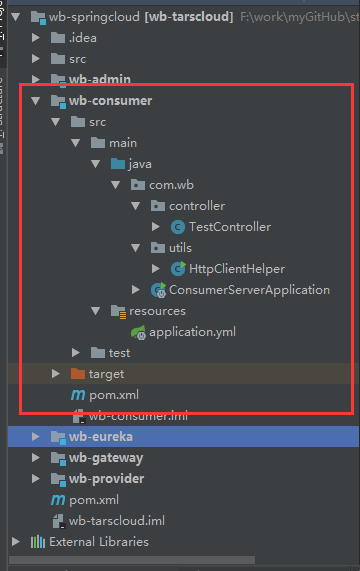 wb-springcloud [wb-tarscloud] F:\work\myGitHub\st
.idea
src
wb-admin
wb-consumer
src
main
java
com.wb
controller
TestController
utils
HttpClientHelper
ConsumerServerApplication
resources
application.yml
test
target
pom.xml
wb-consumer.iml
wb-eureka
wb-gateway
wb-provider
pom.xml
wb-tarscloud.iml
External Libraries